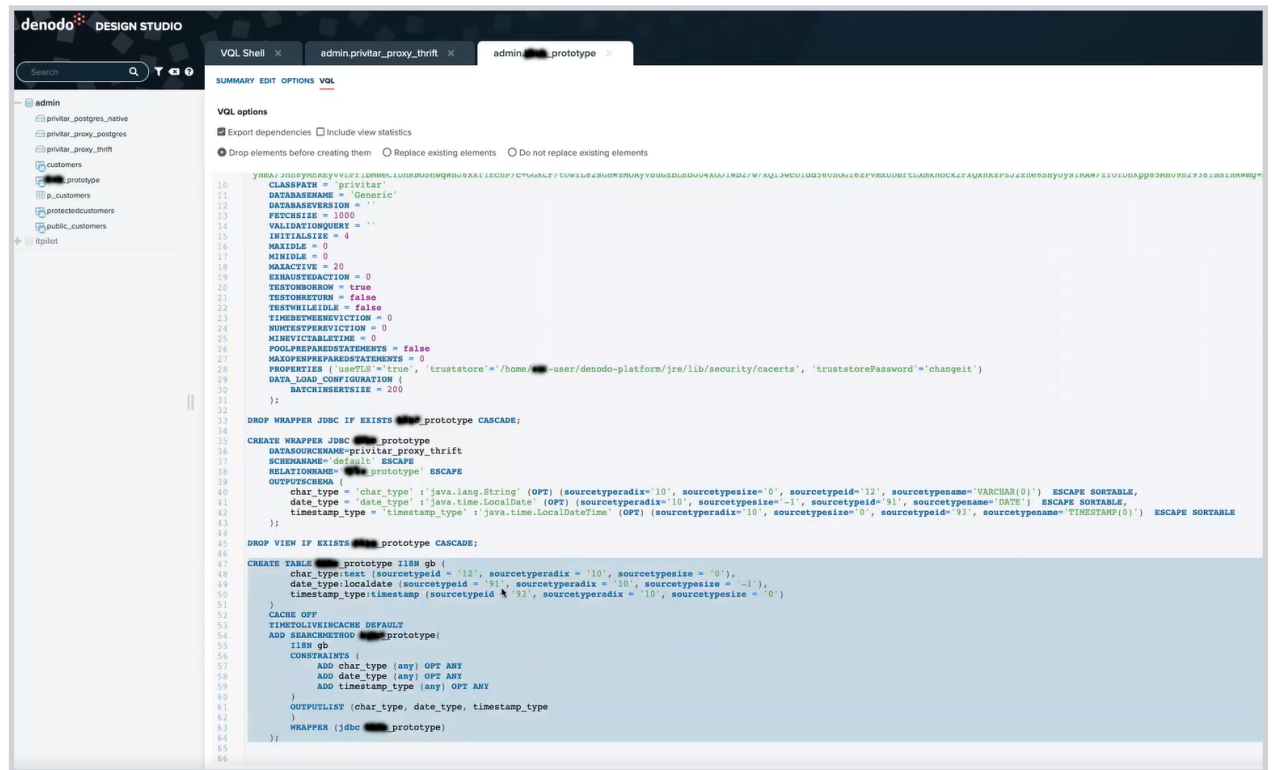 denodo DESIGN STUDIO
VQL Shell ×
admin.privitar_proxy_thrift ×
admin. _prototype ×
Search
SUMMARY EDIT OPTIONS VQL
admin
privitar_postgres_native
privitar_proxy_postgres
privitar_proxy_thrift
customers
_prototype
p_customers
protectedcustomers
public_customers
itpilot
VQL options
Export dependencies Include view statistics
Drop elements before creating them Replace existing elements Do not replace existing elements
10 CLASSPATH = 'privitar'
11 DATABASENAME = 'Generic'
12 DATABASEVERSION = ''
13 FETCHSIZE = 1000
14 VALIDATIONQUERY = ''
15 INITIALSIZE = 4
16 MAXIDLE = 0
17 MINIDLE = 0
18 MAXACTIVE = 20
19 EXHAUSTEDACTION = 0
20 TESTONBORROW = true
21 TESTONRETURN = false
22 TESTWHILEIDLE = false
23 TIMEBETWEENEVICTION = 0
24 NUMTESTPEREVICTION = 0
25 MINEVICTABLETIME = 0
26 POOLPREPAREDSTATEMENTS = false
27 MAXOPENPREPAREDSTATEMENTS = 0
28 PROPERTIES ('useTLS'='true', 'truststore'='/home/ -user/denodo-platform/jre/lib/security/cacerts', 'truststorePassword'='changeit')
29 DATA_LOAD_CONFIGURATION (
30 BATCHINSERTSIZE = 200
31 );
32
33 DROP WRAPPER JDBC IF EXISTS _prototype CASCADE;
34
35 CREATE WRAPPER JDBC _prototype
36 DATASOURCENAME=privitar_proxy_thrift
37 SCHEMANAME='default' ESCAPE
38 RELATIONNAME=' _prototype' ESCAPE
39 OUTPUTSCHEMA (
40 char_type = 'char_type' :'java.lang.String' (OPT) (sourcetyperadix='10', sourcetypesize='0', sourcetypeid='12', sourcetypename='VARCHAR(0)') ESCAPE SORTABLE,
41 date_type = 'date_type' :'java.time.LocalDate' (OPT) (sourcetyperadix='10', sourcetypesize='-1', sourcetypeid='91', sourcetypename='DATE') ESCAPE SORTABLE,
42 timestamp_type = 'timestamp_type' :'java.time.LocalDateTime' (OPT) (sourcetyperadix='10', sourcetypesize='0', sourcetypeid='93', sourcetypename='TIMESTAMP(0)') ESCAPE SORTABLE
43 );
44
45 DROP VIEW IF EXISTS _prototype CASCADE;
46
47 CREATE TABLE _prototype I18N gb (
48 char_type:text (sourcetypeid = '12', sourcetyperadix = '10', sourcetypesize = '0'),
49 date_type:localdate (sourcetypeid = '91', sourcetyperadix = '10', sourcetypesize = '-1'),
50 timestamp_type:timestamp (sourcetypeid '93', sourcetyperadix = '10', sourcetypesize = '0')
51 )
52 CACHE OFF
53 TIMETOLIVEINCACHE DEFAULT
54 ADD SEARCHMETHOD _prototype(
55 I18N gb
56 CONSTRAINTS (
57 ADD char_type (any) OPT ANY
58 ADD date_type (any) OPT ANY
59 ADD timestamp_type (any) OPT ANY
60 )
61 OUTPUTLIST (char_type, date_type, timestamp_type
62 )
63 WRAPPER (jdbc _prototype)
64 );
65
66